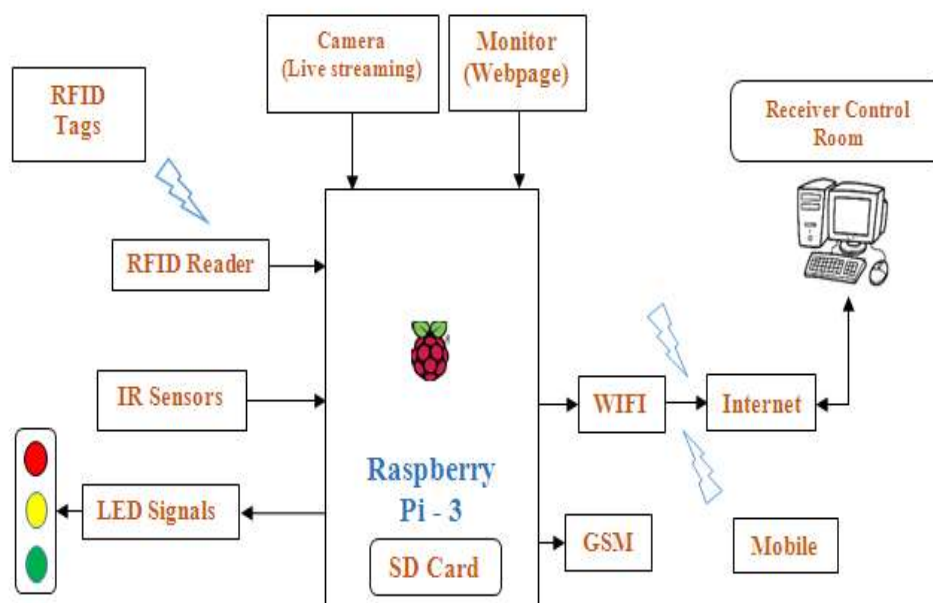 Camera
(Live streaming)
Monitor
(Webpage)
RFID
Tags
Receiver Control
Room
RFID Reader
IR Sensors
WIFI
Internet
Raspberry
Pi - 3
LED Signals
SD Card
GSM
Mobile